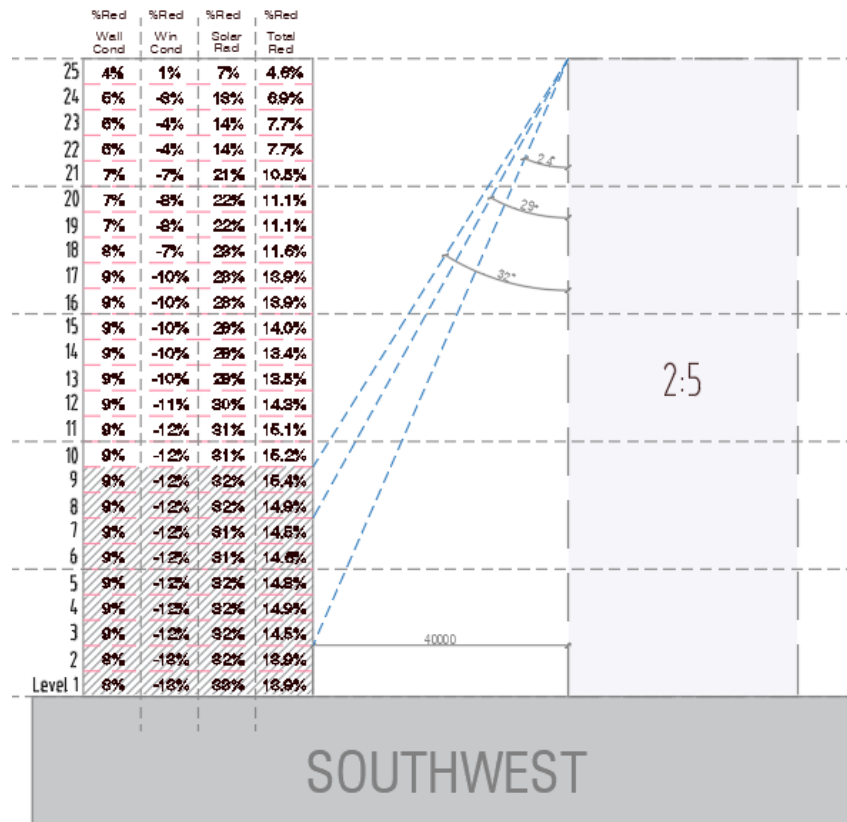 %Red %Red %Red %Red
Wall Win Solar Total
Cond Cond Rad Red
25 4% 1% 7% 4.6%
24 5% -3% 13% 6.9%
23 6% -4% 14% 7.7%
22 6% -4% 14% 7.7%
21 7% -7% 21% 10.5%
20 7% -8% 22% 11.1%
19 7% -8% 22% 11.1%
18 8% -7% 23% 11.6%
17 9% -10% 28% 13.9%
16 9% -10% 28% 13.9%
15 9% -10% 29% 14.0%
14 9% -10% 29% 13.4%
13 9% -10% 29% 13.5%
12 9% -11% 30% 14.3%
11 9% -12% 31% 15.1%
10 9% -12% 31% 15.2%
9 9% -12% 32% 15.4%
8 9% -12% 32% 14.9%
7 9% -12% 31% 14.5%
6 9% -12% 31% 14.6%
5 9% -12% 32% 14.8%
4 9% -12% 32% 14.9%
3 9% -12% 32% 14.5%
2 8% -13% 32% 13.9%
Level 1 8% -13% 33% 13.9%
24°
29°
32°
2:5
40000
SOUTHWEST